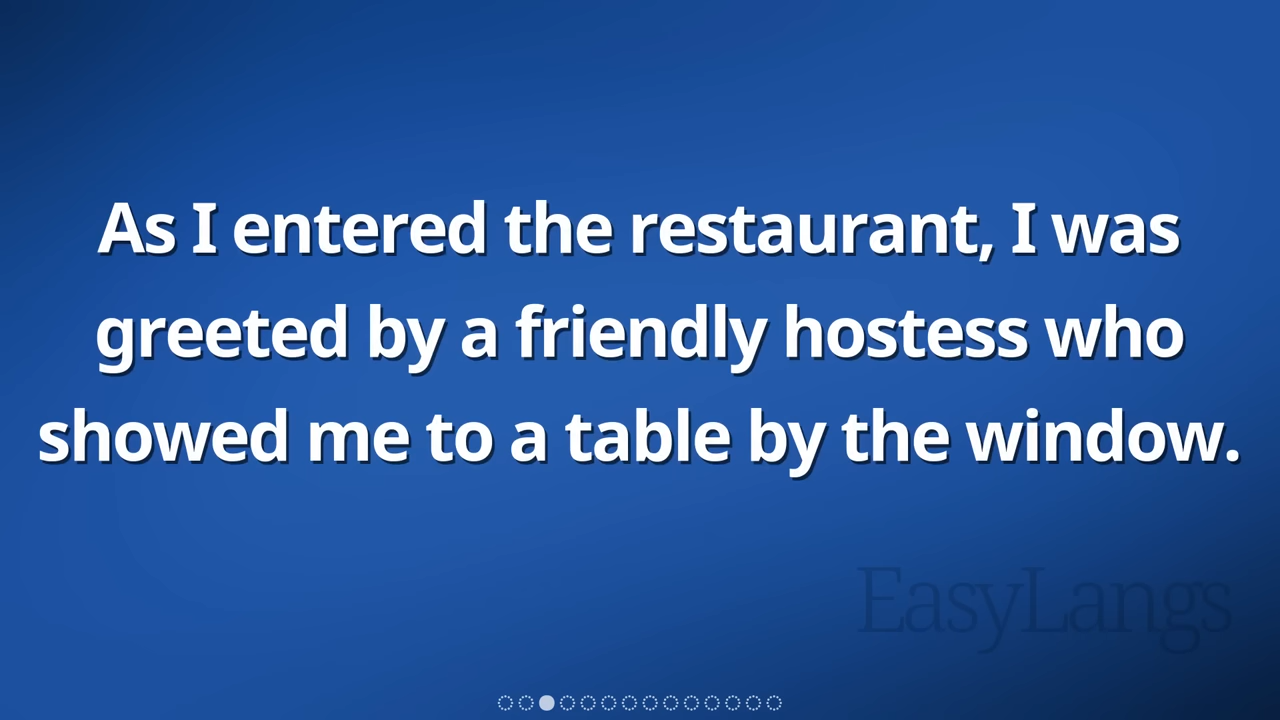 As I entered the restaurant, I was
greeted by a friendly hostess who
showed me to a table by the window.
EasyLangs